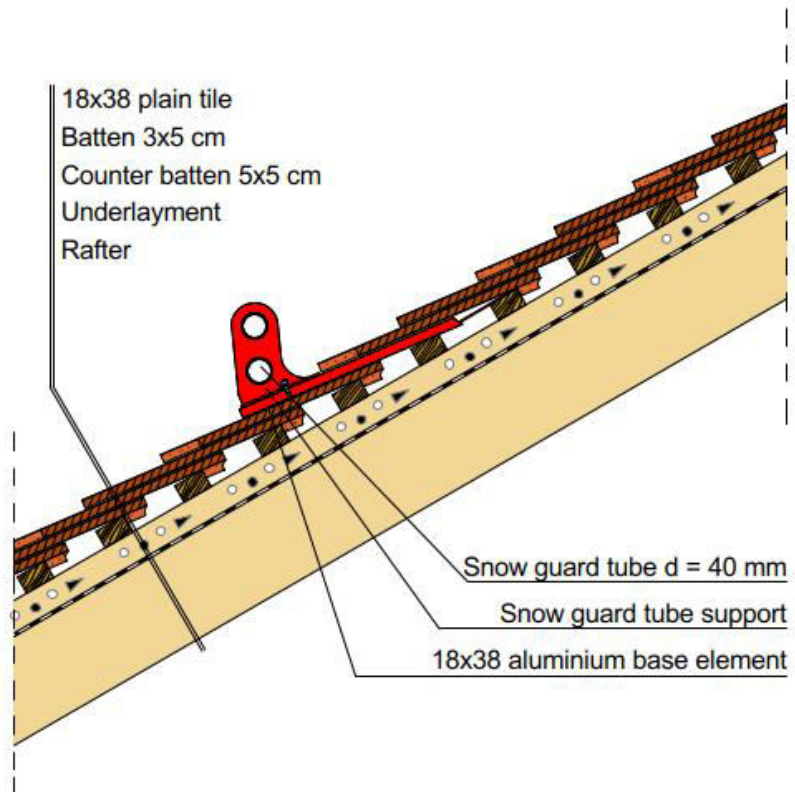 18x38 plain tile
Batten 3x5 cm
Counter batten 5x5 cm
Underlayment
Rafter
Snow guard tube d = 40 mm
Snow guard tube support
18x38 aluminium base element